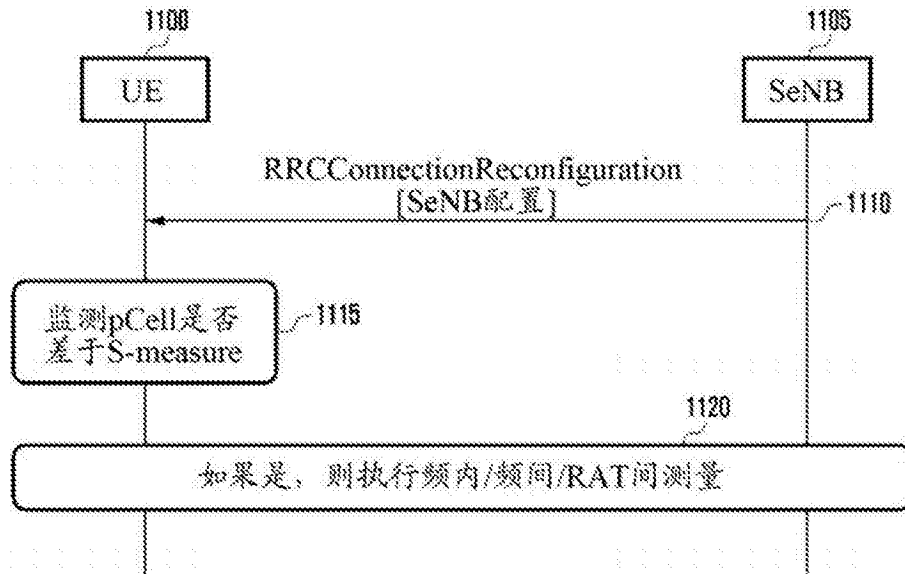 1100
1105
UE
SeNB
RRCConnectionReconfiguration
[SeNB配置]
1110
监测pCell是否
差于S-measure
1115
1120
如果是，则执行频内/频间/RAT间测量